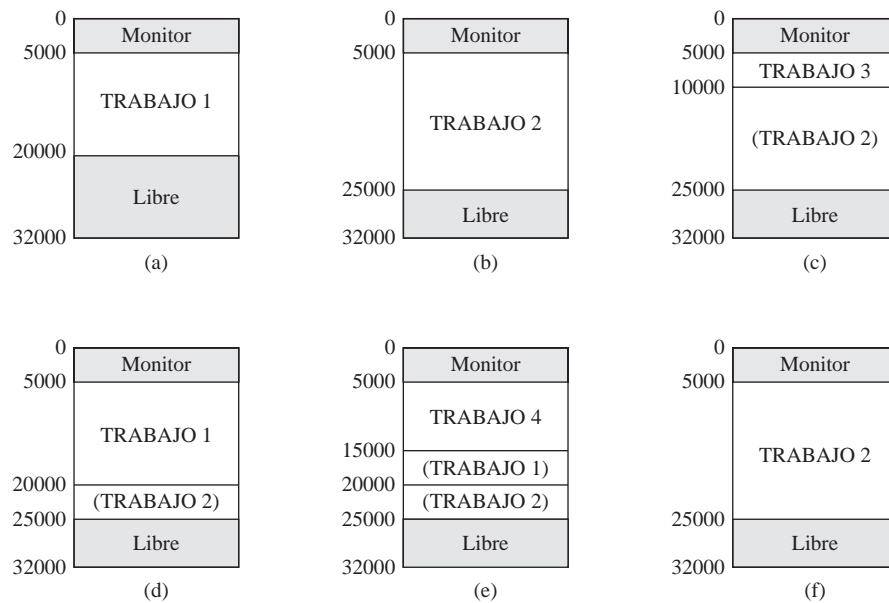 0
Monitor
5000
TRABAJO 1
20000
Libre
32000
(a)
0
Monitor
5000
TRABAJO 2
25000
Libre
32000
(b)
0
Monitor
5000
TRABAJO 3
10000
(TRABAJO 2)
25000
Libre
32000
(c)
0
Monitor
5000
TRABAJO 1
20000
(TRABAJO 2)
25000
Libre
32000
(d)
0
Monitor
5000
TRABAJO 4
15000
(TRABAJO 1)
20000
(TRABAJO 2)
25000
Libre
32000
(e)
0
Monitor
5000
TRABAJO 2
25000
Libre
32000
(f)